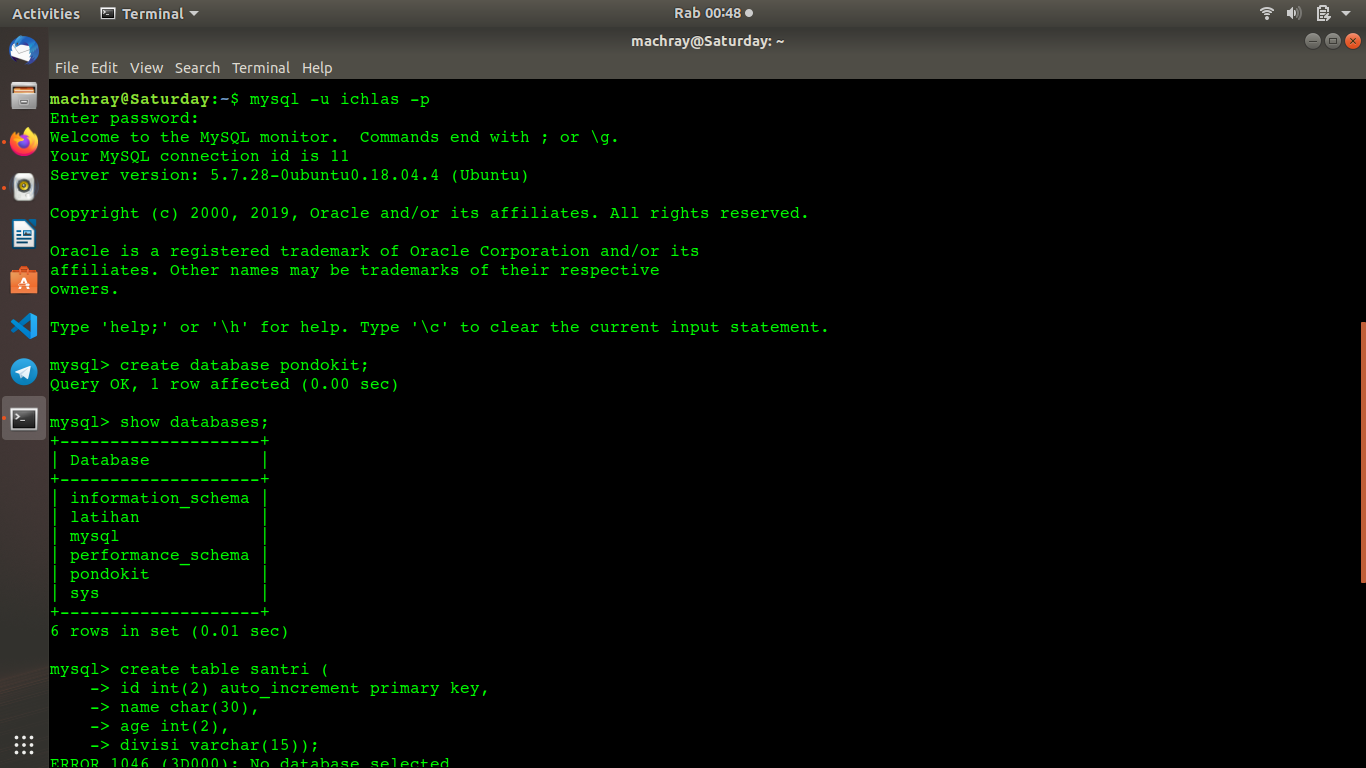 Activities Terminal Rab 00:48
machray@Saturday: ~
File Edit View Search Terminal Help
machray@Saturday:~$ mysql -u ichlas -p
Enter password:
Welcome to the MySQL monitor.  Commands end with ; or \g.
Your MySQL connection id is 11
Server version: 5.7.28-0ubuntu0.18.04.4 (Ubuntu)
Copyright (c) 2000, 2019, Oracle and/or its affiliates. All rights reserved.
Oracle is a registered trademark of Oracle Corporation and/or its
affiliates. Other names may be trademarks of their respective
owners.
Type 'help;' or '\h' for help. Type '\c' to clear the current input statement.
mysql> create database pondokit;
Query OK, 1 row affected (0.00 sec)
mysql> show databases;
+--------------------+
| Database           |
+--------------------+
| information_schema |
| latihan            |
| mysql              |
| performance_schema |
| pondokit           |
| sys                |
+--------------------+
6 rows in set (0.01 sec)
mysql> create table santri (
    -> id int(2) auto_increment primary key,
    -> name char(30),
    -> age int(2),
    -> divisi varchar(15));
ERROR 1046 (3D000): No database selected